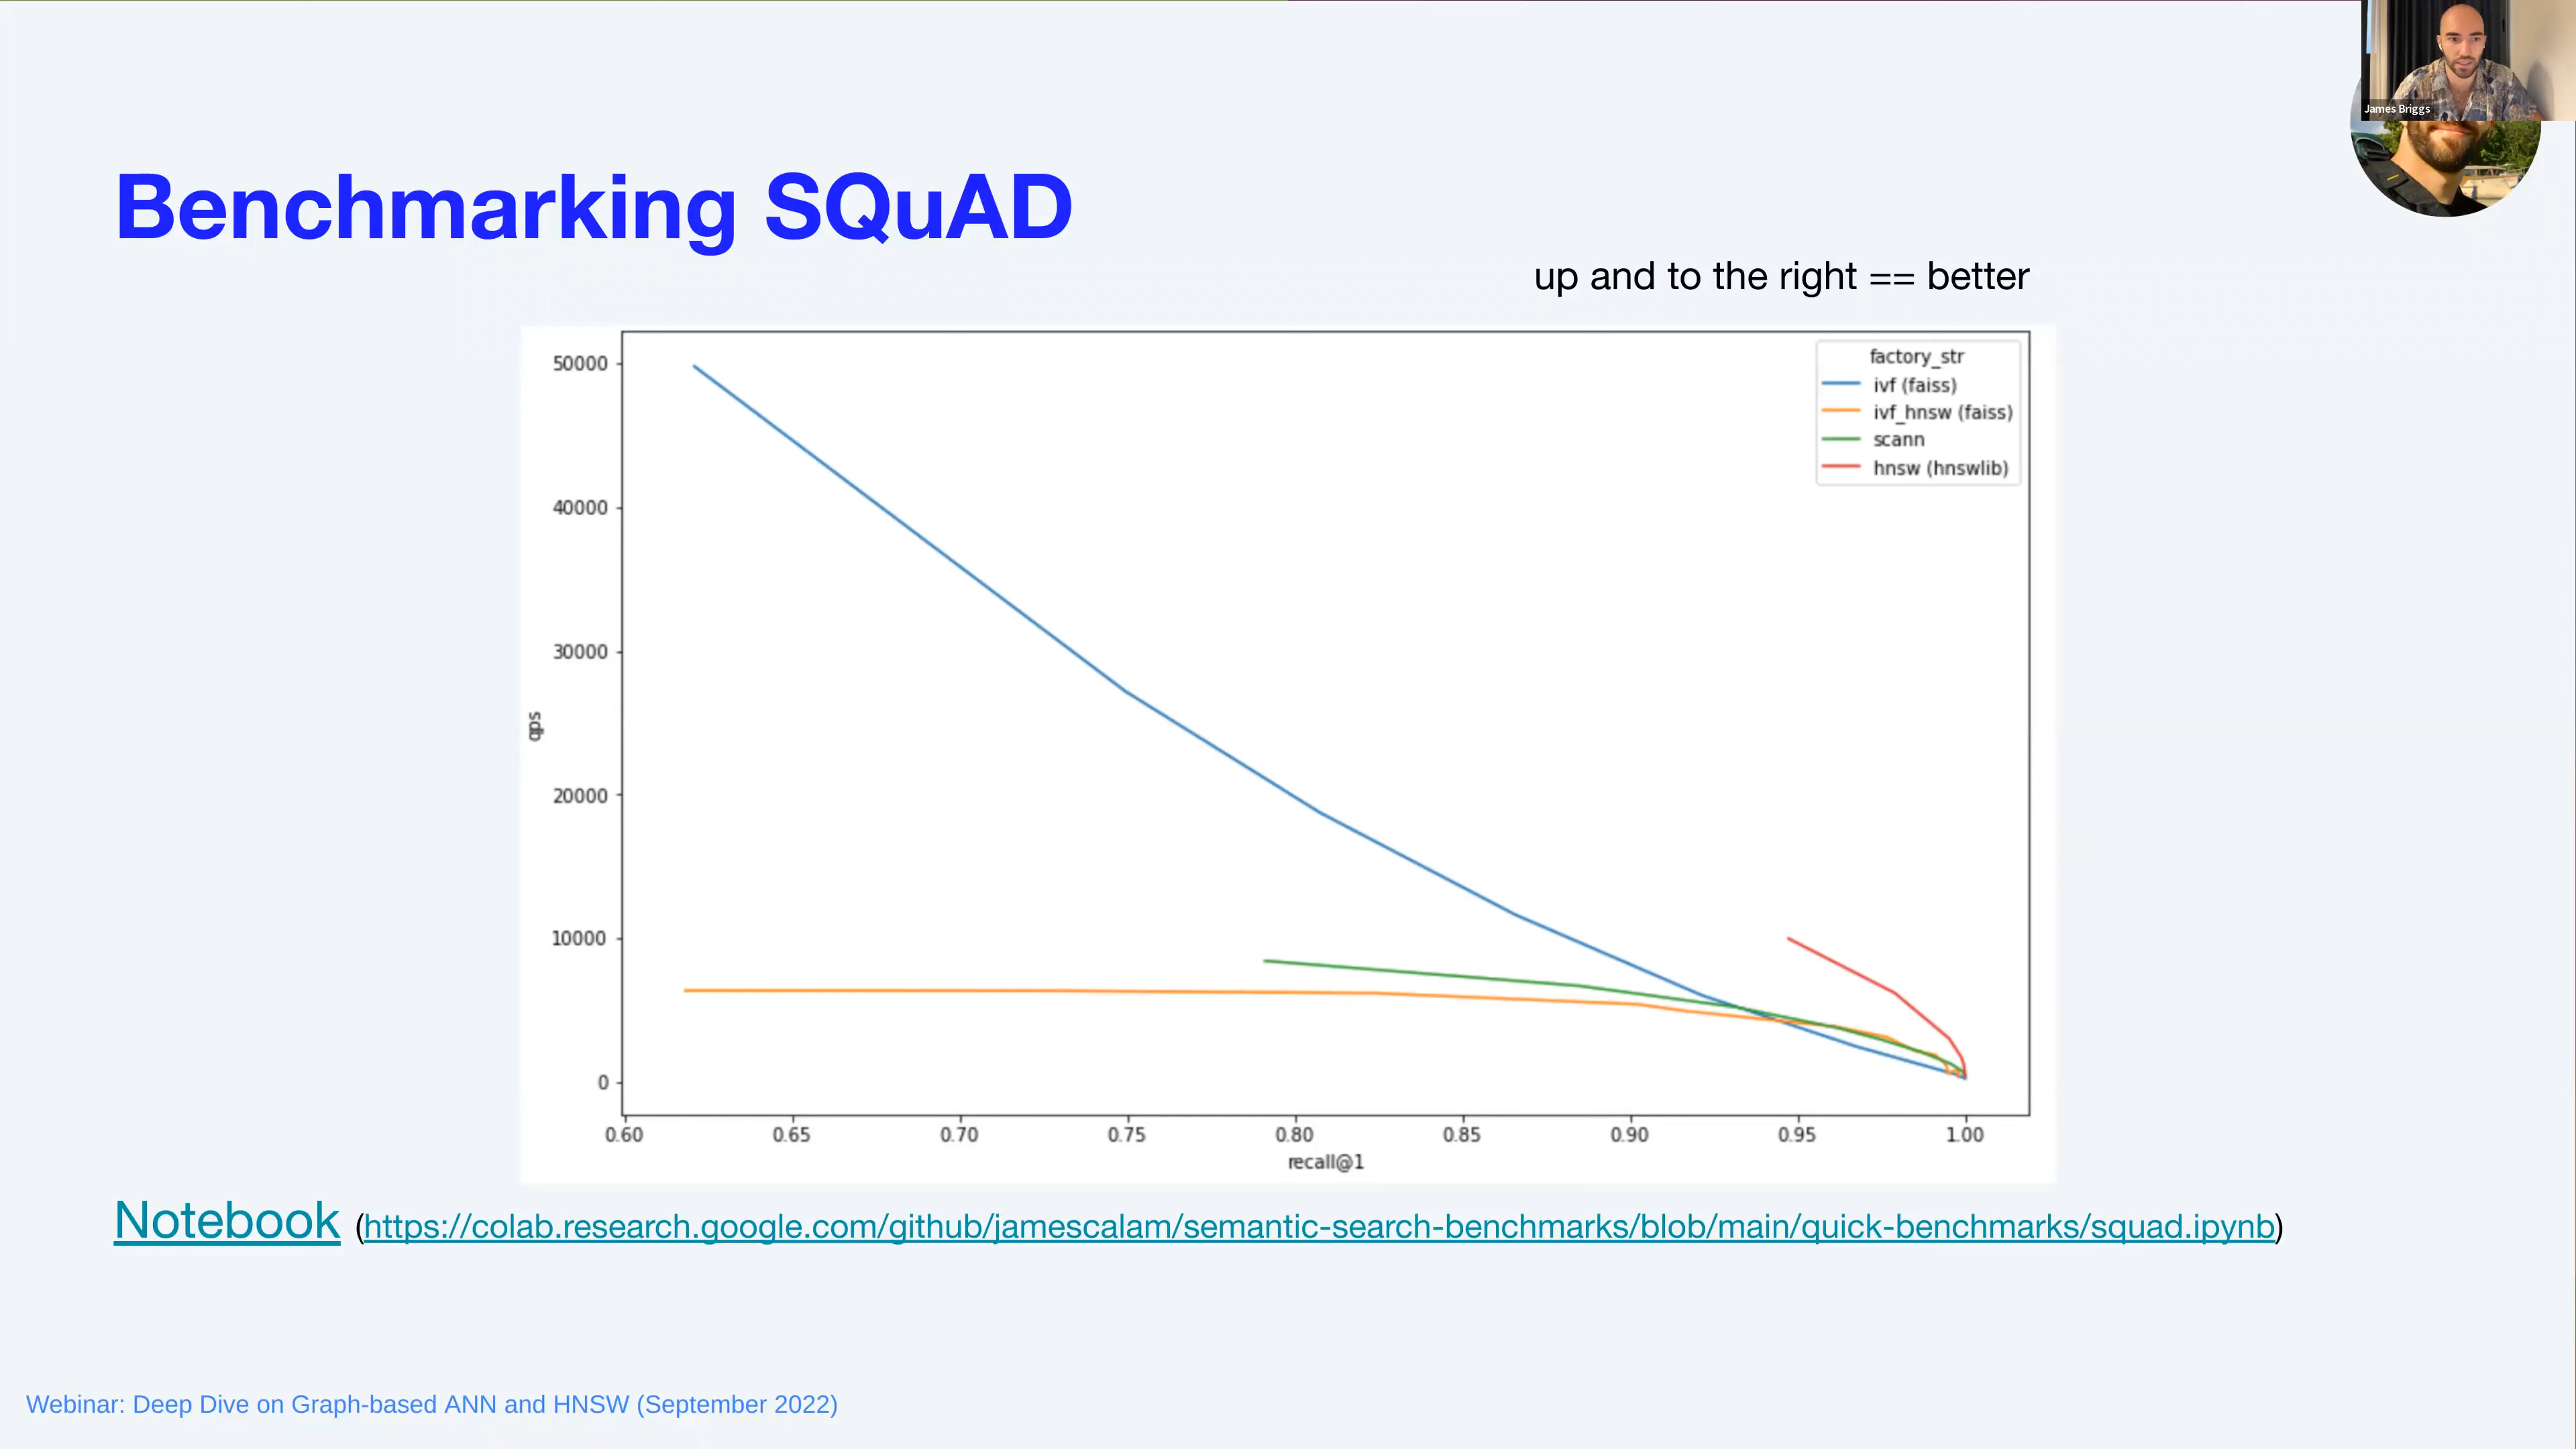 James Briggs
Benchmarking SQuAD
up and to the right == better
factory_str
ivf (faiss)
ivf_hnsw (faiss)
scann
hnsw (hnswlib)
50000
40000
30000
20000
10000
0
qps
0.60 0.65 0.70 0.75 0.80 0.85 0.90 0.95 1.00
recall@1
Notebook (https://colab.research.google.com/github/jamescalam/semantic-search-benchmarks/blob/main/quick-benchmarks/squad.ipynb)
Webinar: Deep Dive on Graph-based ANN and HNSW (September 2022)